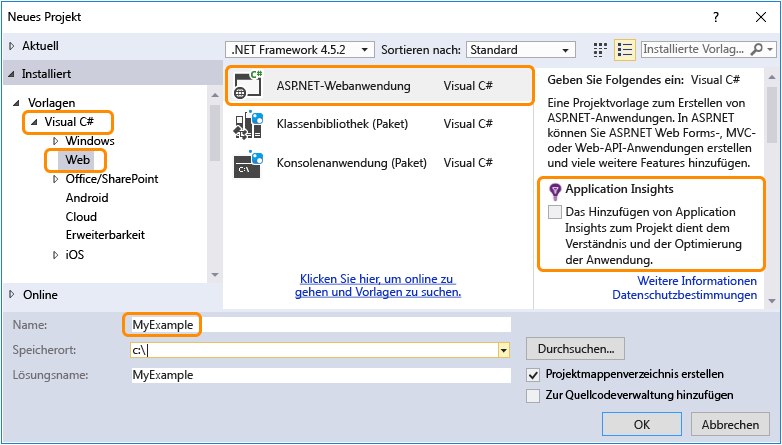 Neues Projekt
? ×
Aktuell
Installiert
Vorlagen
Visual C#
Windows
Web
Office/SharePoint
Android
Cloud
Erweiterbarkeit
iOS
Online
.NET Framework 4.5.2
Sortieren nach: Standard
Installierte Vorlag...
C#
ASP.NET-Webanwendung Visual C#
Klassenbibliothek (Paket) Visual C#
C:\
Konsolenanwendung (Paket) Visual C#
Klicken Sie hier, um online zu
gehen und Vorlagen zu suchen.
Geben Sie Folgendes ein: Visual C#
Eine Projektvorlage zum Erstellen von
ASP.NET-Anwendungen. In ASP.NET
können Sie ASP.NET Web Forms-, MVC-
oder Web-API-Anwendungen erstellen
und viele weitere Features hinzufügen.
Application Insights
Das Hinzufügen von Application
Insights zum Projekt dient dem
Verständnis und der Optimierung
der Anwendung.
Weitere Informationen
Datenschutzbestimmungen
Name: MyExample
Speicherort: c:\
Durchsuchen...
Lösungsname: MyExample
Projektmappenverzeichnis erstellen
Zur Quellcodeverwaltung hinzufügen
OK Abbrechen